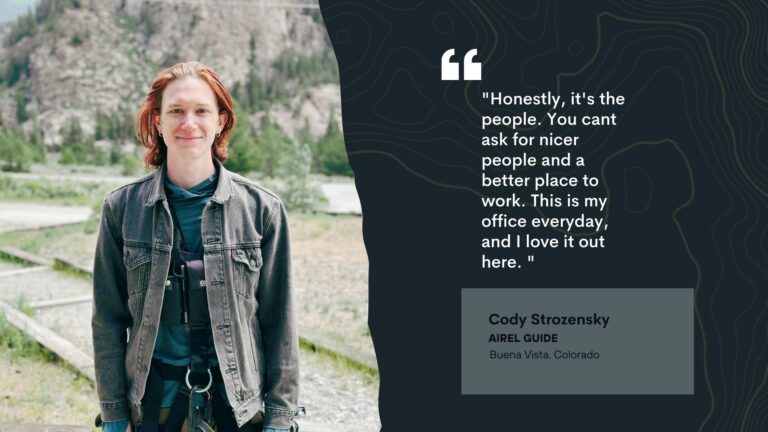 "Honestly, it's the
people. You cant
ask for nicer
people and a
better place to
work. This is my
office everyday,
and I love it out
here. "
Cody Strozensky
AIREL GUIDE
Buena Vista, Colorado